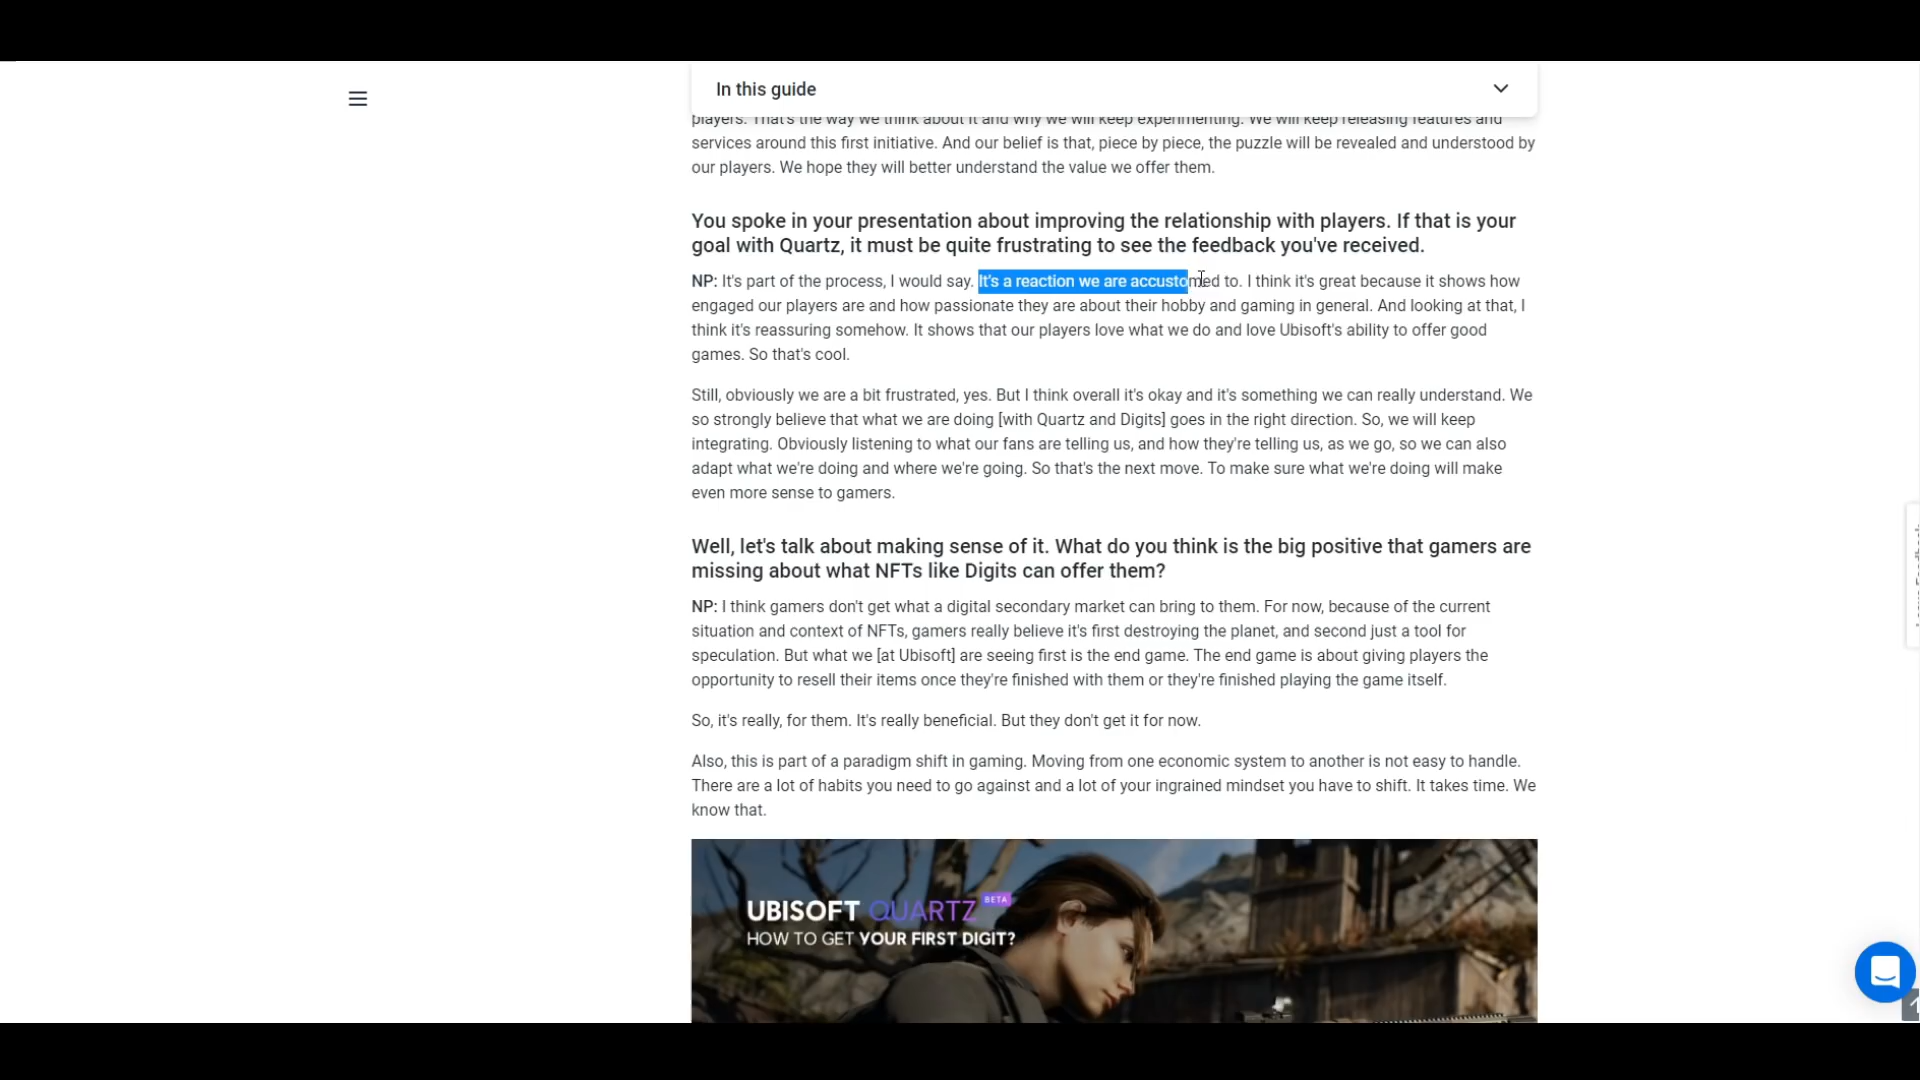 In this guide
players. That's the way we think about it and why we will keep experimenting. We will keep releasing features and
services around this first initiative. And our belief is that, piece by piece, the puzzle will be revealed and understood by
our players. We hope they will better understand the value we offer them.
You spoke in your presentation about improving the relationship with players. If that is your
goal with Quartz, it must be quite frustrating to see the feedback you've received.
NP: It's part of the process, I would say. It's a reaction we are accustomed to. I think it's great because it shows how
engaged our players are and how passionate they are about their hobby and gaming in general. And looking at that, I
think it's reassuring somehow. It shows that our players love what we do and love Ubisoft's ability to offer good
games. So that's cool.
Still, obviously we are a bit frustrated, yes. But I think overall it's okay and it's something we can really understand. We
so strongly believe that what we are doing [with Quartz and Digits] goes in the right direction. So, we will keep
integrating. Obviously listening to what our fans are telling us, and how they're telling us, as we go, so we can also
adapt what we're doing and where we're going. So that's the next move. To make sure what we're doing will make
even more sense to gamers.
Well, let's talk about making sense of it. What do you think is the big positive that gamers are
missing about what NFTs like Digits can offer them?
NP: I think gamers don't get what a digital secondary market can bring to them. For now, because of the current
situation and context of NFTs, gamers really believe it's first destroying the planet, and second just a tool for
speculation. But what we [at Ubisoft] are seeing first is the end game. The end game is about giving players the
opportunity to resell their items once they're finished with them or they're finished playing the game itself.
So, it's really, for them. It's really beneficial. But they don't get it for now.
Also, this is part of a paradigm shift in gaming. Moving from one economic system to another is not easy to handle.
There are a lot of habits you need to go against and a lot of your ingrained mindset you have to shift. It takes time. We
know that.
UBISOFT QUARTZ BETA
HOW TO GET YOUR FIRST DIGIT?